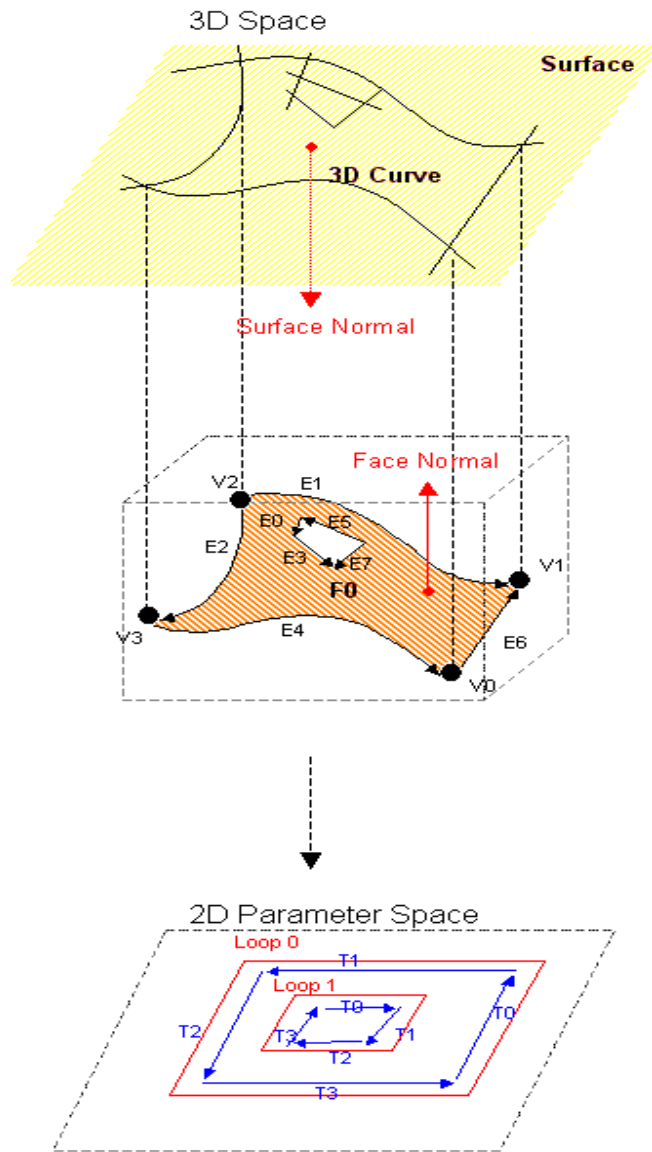 3D Space
Surface
3D Curve
Surface Normal
Face Normal
V2
E1
E0
E5
E2
E3
E7
V1
F0
V3
E4
E6
V0
2D Parameter Space
Loop 0
T1
Loop 1
T0
T0
T2
T3
T1
T2
T3